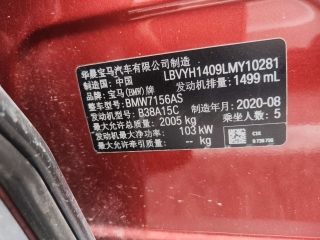 华晨宝马汽车有限公司制造
制造国：中国 LBVYH1409LMY10281
品牌：宝马(BMW)牌 发动机排量：1499 mL
整车型号：BMW7156AS
发动机型号：B38A15C 制造年月：2020-08
最大允许总质量：2005 kg 乘坐人数：5
发动机最大净功率：103 kW
最大允许牵引质量：-- kg